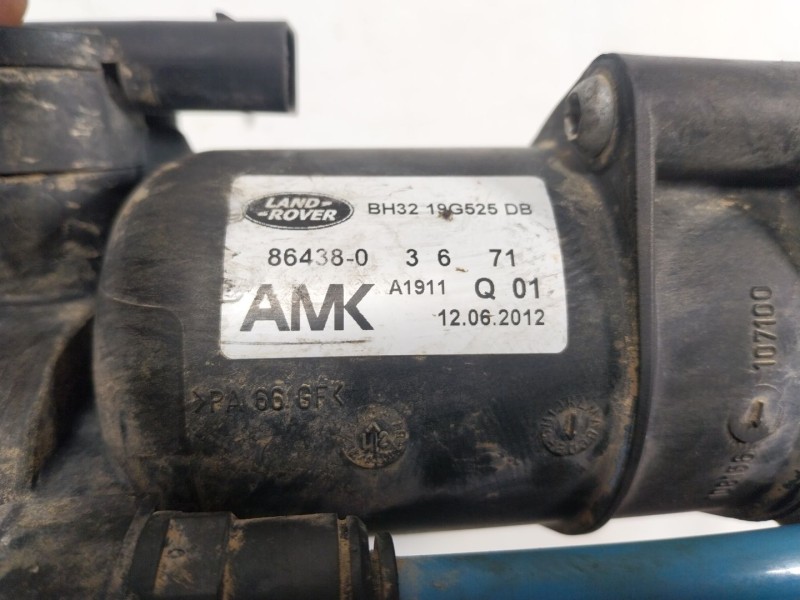 LAND-
-ROVER
BH32 19G525 DB
86438-0 3 6 71
A1911 Q 01
AMK
12.06.2012
>PA 66 GF<
107100